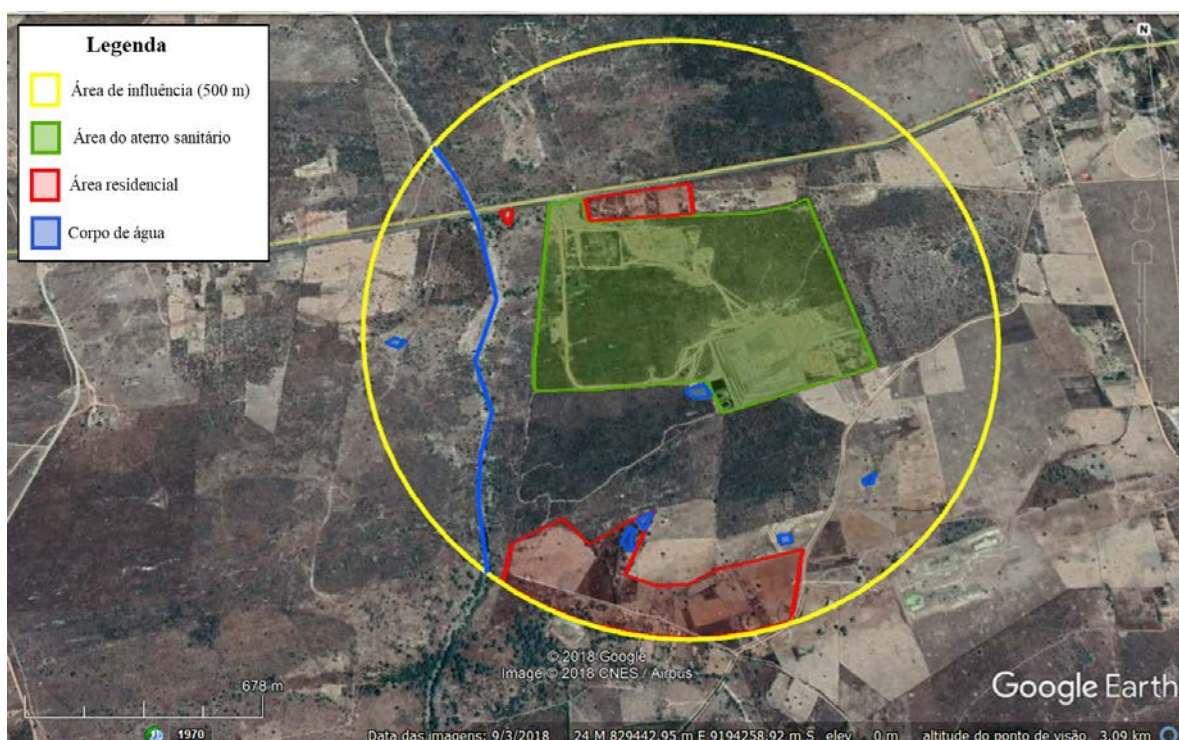 Legenda
Área de influência (500 m)
Área do aterro sanitário
Área residencial
Corpo de água
N
© 2018 Google
Image © 2018 CNES / Airbus
678 m
Google Earth
1970
Data das imagens: 9/3/2018 24 M 829442.95 m E 9194258.92 m S elev 0 m altitude do ponto de visão 3.09 km